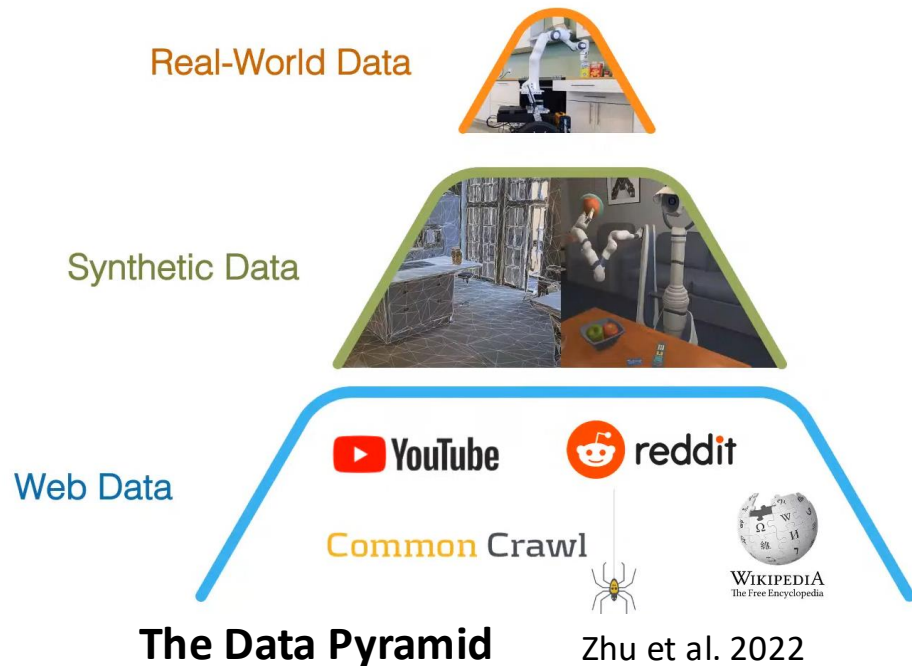 Real-World Data
Synthetic Data
Web Data
YouTube
reddit
Common Crawl
WIKIPEDIA
The Free Encyclopedia
The Data Pyramid
Zhu et al. 2022